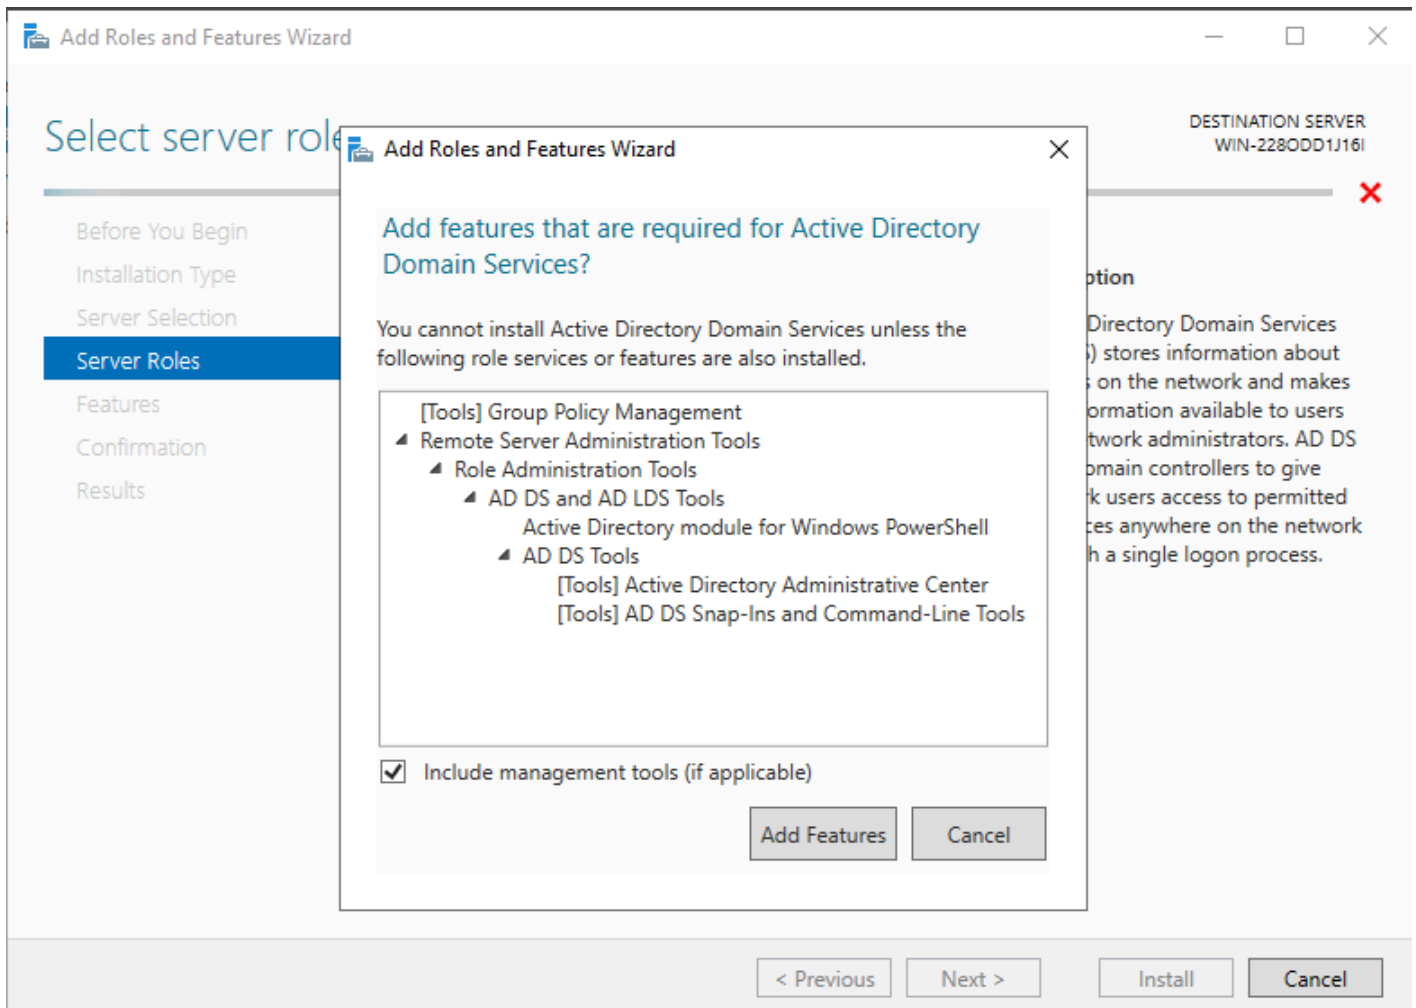 Add Roles and Features Wizard
Select server role
DESTINATION SERVER
WIN-228ODD1J16I
Before You Begin
Installation Type
Server Selection
Server Roles
Features
Confirmation
Results
Add Roles and Features Wizard
Add features that are required for Active Directory
Domain Services?
You cannot install Active Directory Domain Services unless the
following role services or features are also installed.
[Tools] Group Policy Management
Remote Server Administration Tools
Role Administration Tools
AD DS and AD LDS Tools
Active Directory module for Windows PowerShell
AD DS Tools
[Tools] Active Directory Administrative Center
[Tools] AD DS Snap-Ins and Command-Line Tools
Include management tools (if applicable)
Add Features
Cancel
ption
Directory Domain Services
) stores information about
s on the network and makes
ormation available to users
twork administrators. AD DS
omain controllers to give
k users access to permitted
ces anywhere on the network
h a single logon process.
< Previous
Next >
Install
Cancel